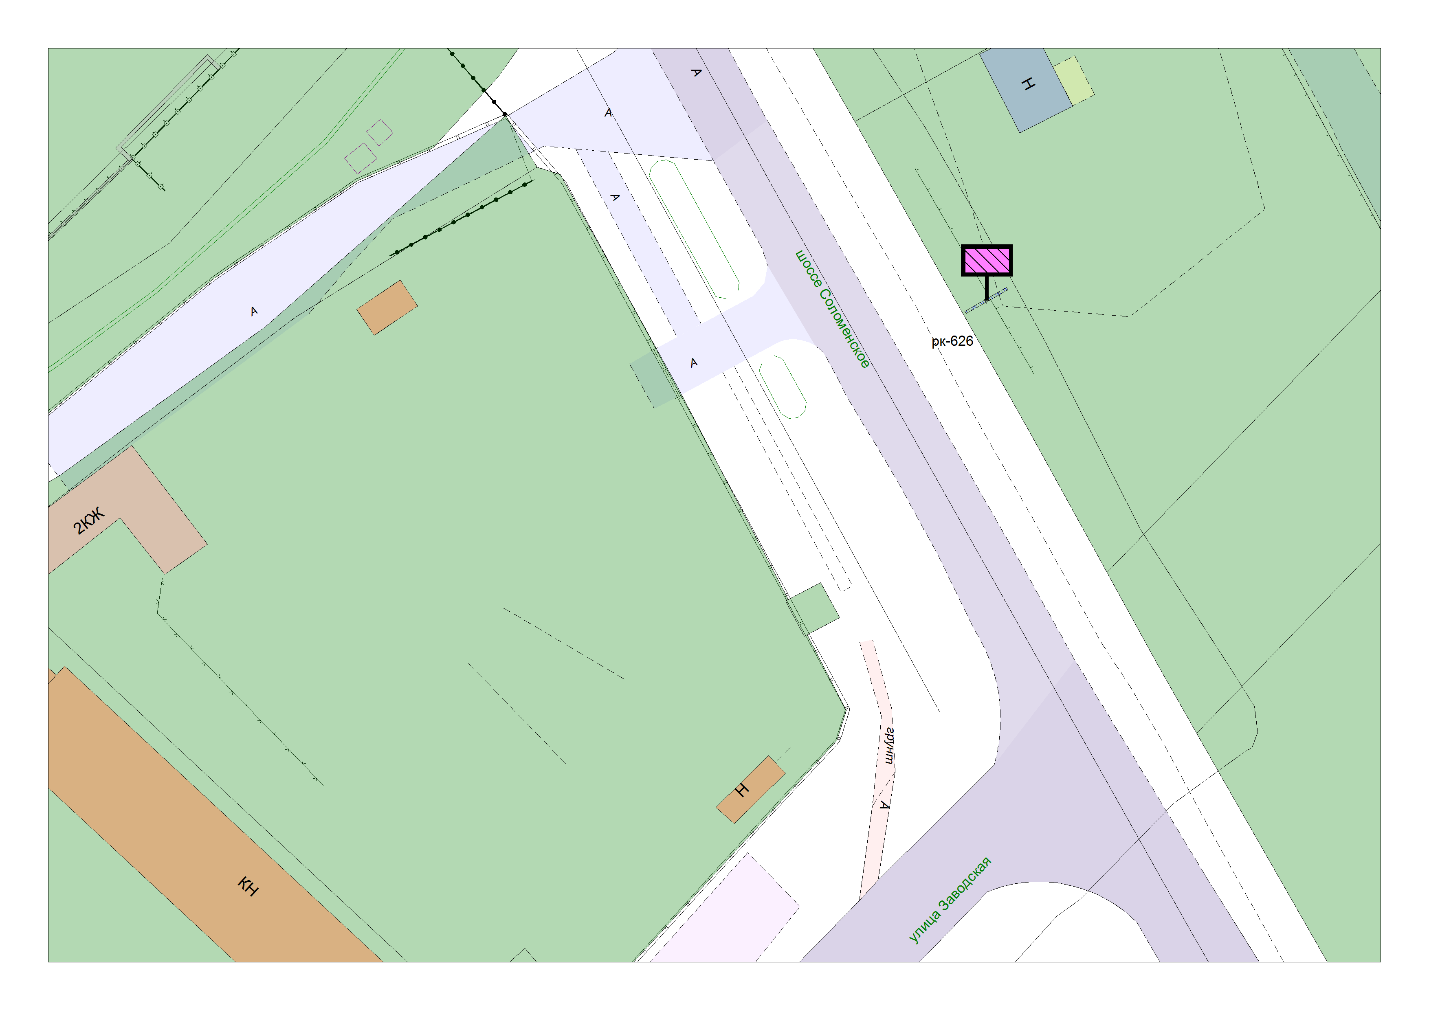 А
Н
А
А
шоссе Соломенское
А
рк-626
А
2КЖ
грунт
Н
А
КН
улица Заводская